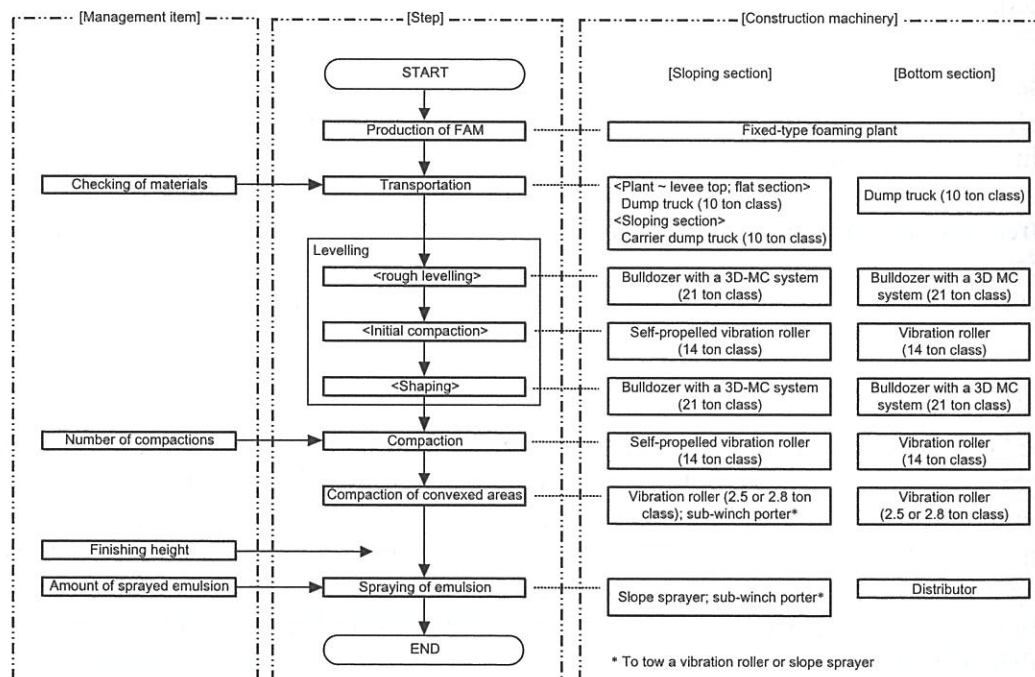 [Management item]
[Step]
[Construction machinery]
START
[Sloping section]
[Bottom section]
Production of FAM
Fixed-type foaming plant
Checking of materials
Transportation
<Plant ~ levee top; flat section>
Dump truck (10 ton class)
<Sloping section>
Carrier dump truck (10 ton class)
Dump truck (10 ton class)
Levelling
<rough levelling>
Bulldozer with a 3D-MC system
(21 ton class)
Bulldozer with a 3D MC
system (21 ton class)
<Initial compaction>
Self-propelled vibration roller
(14 ton class)
Vibration roller
(14 ton class)
<Shaping>
Bulldozer with a 3D-MC system
(21 ton class)
Bulldozer with a 3D MC
system (21 ton class)
Number of compactions
Compaction
Self-propelled vibration roller
(14 ton class)
Vibration roller
(14 ton class)
Compaction of convexed areas
Vibration roller (2.5 or 2.8 ton
class); sub-winch porter*
Vibration roller
(2.5 or 2.8 ton class)
Finishing height
Amount of sprayed emulsion
Spraying of emulsion
Slope sprayer; sub-winch porter*
Distributor
END
* To tow a vibration roller or slope sprayer